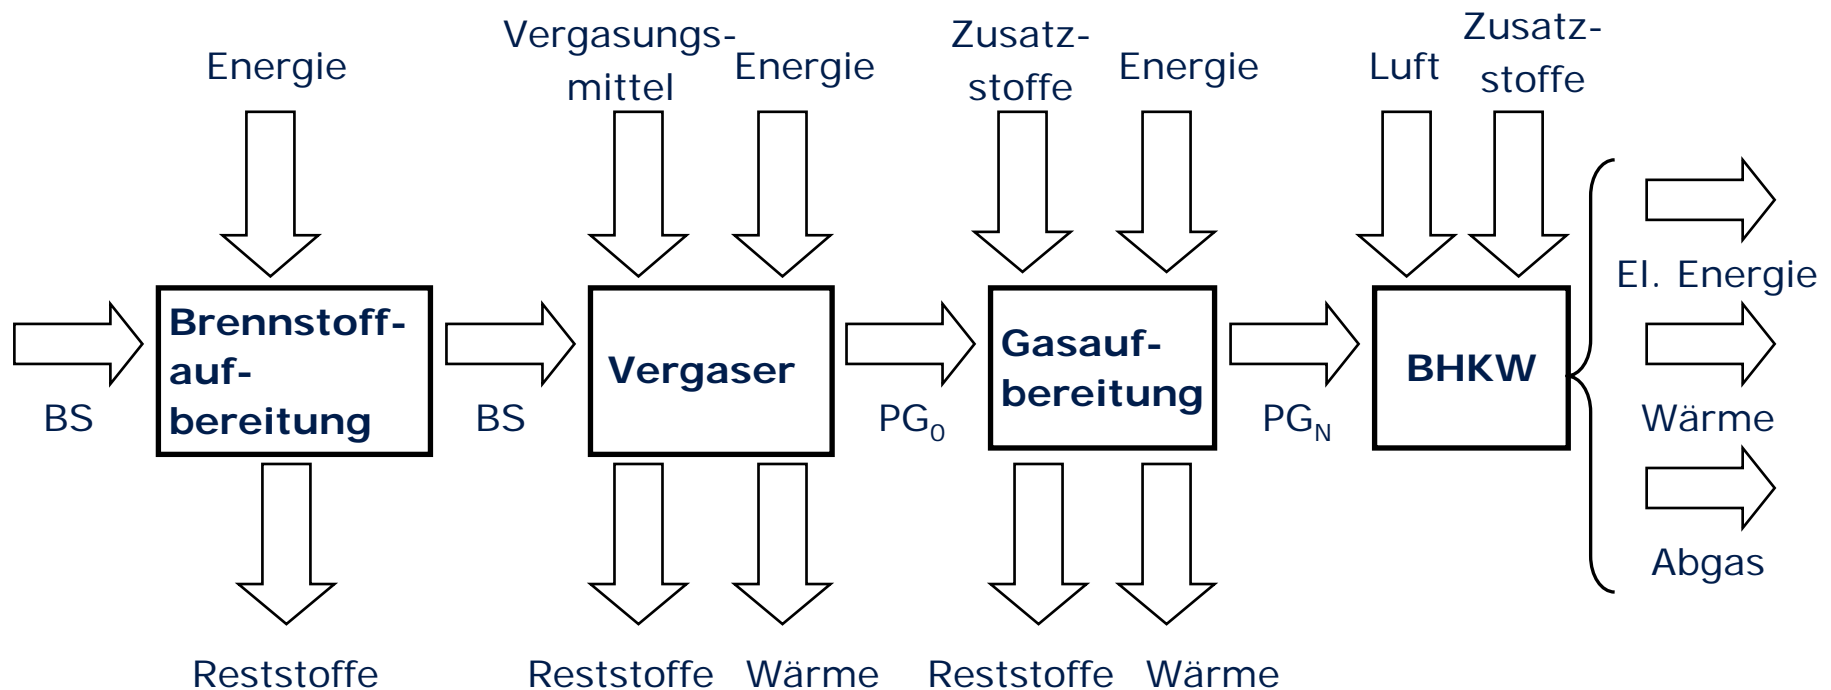 Energie
Vergasungs-
mittel
Energie
Zusatz-
stoffe
Energie
Luft
Zusatz-
stoffe
BS
Brennstoff-
auf-
bereitung
BS
Vergaser
PG₀
Gasauf-
bereitung
PG_N
BHKW
El. Energie
Wärme
Abgas
Reststoffe
Reststoffe
Wärme
Reststoffe
Wärme